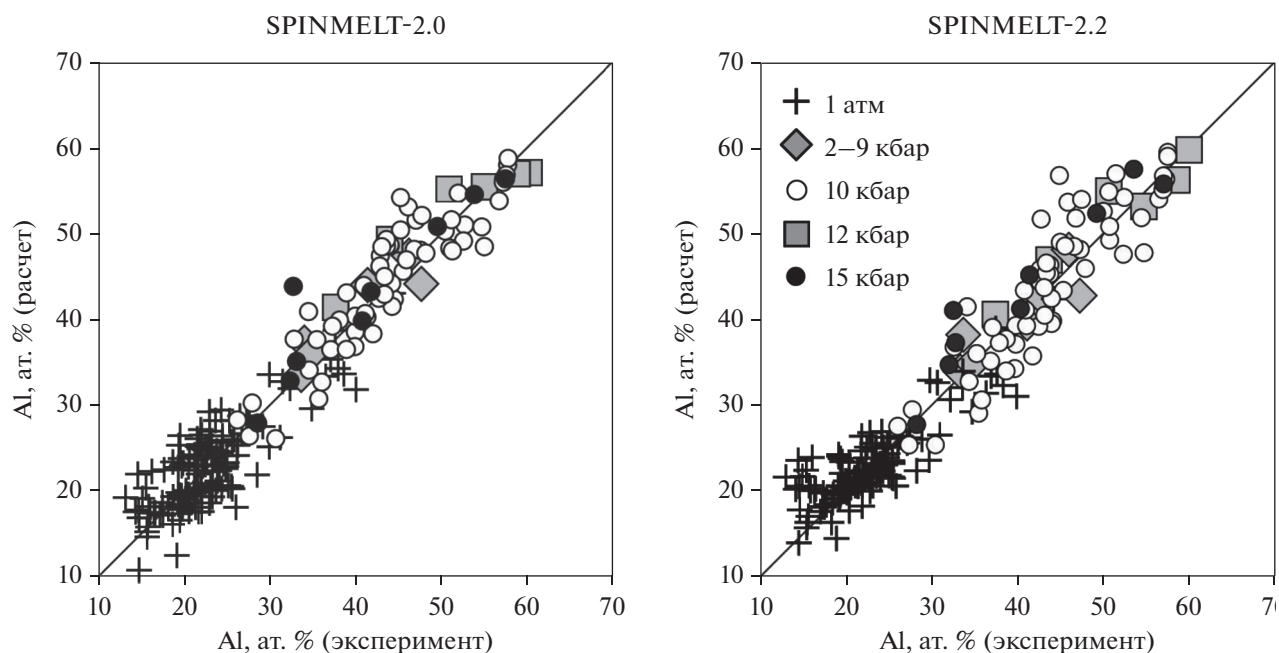 SPINMELT-2.0
70
60
50
40
30
20
10
10 20 30 40 50 60 70
Al, ат. % (расчет)
Al, ат. % (эксперимент)
SPINMELT-2.2
70
60
50
40
30
20
10
10 20 30 40 50 60 70
Al, ат. % (расчет)
Al, ат. % (эксперимент)
1 атм
2–9 кбар
10 кбар
12 кбар
15 кбар